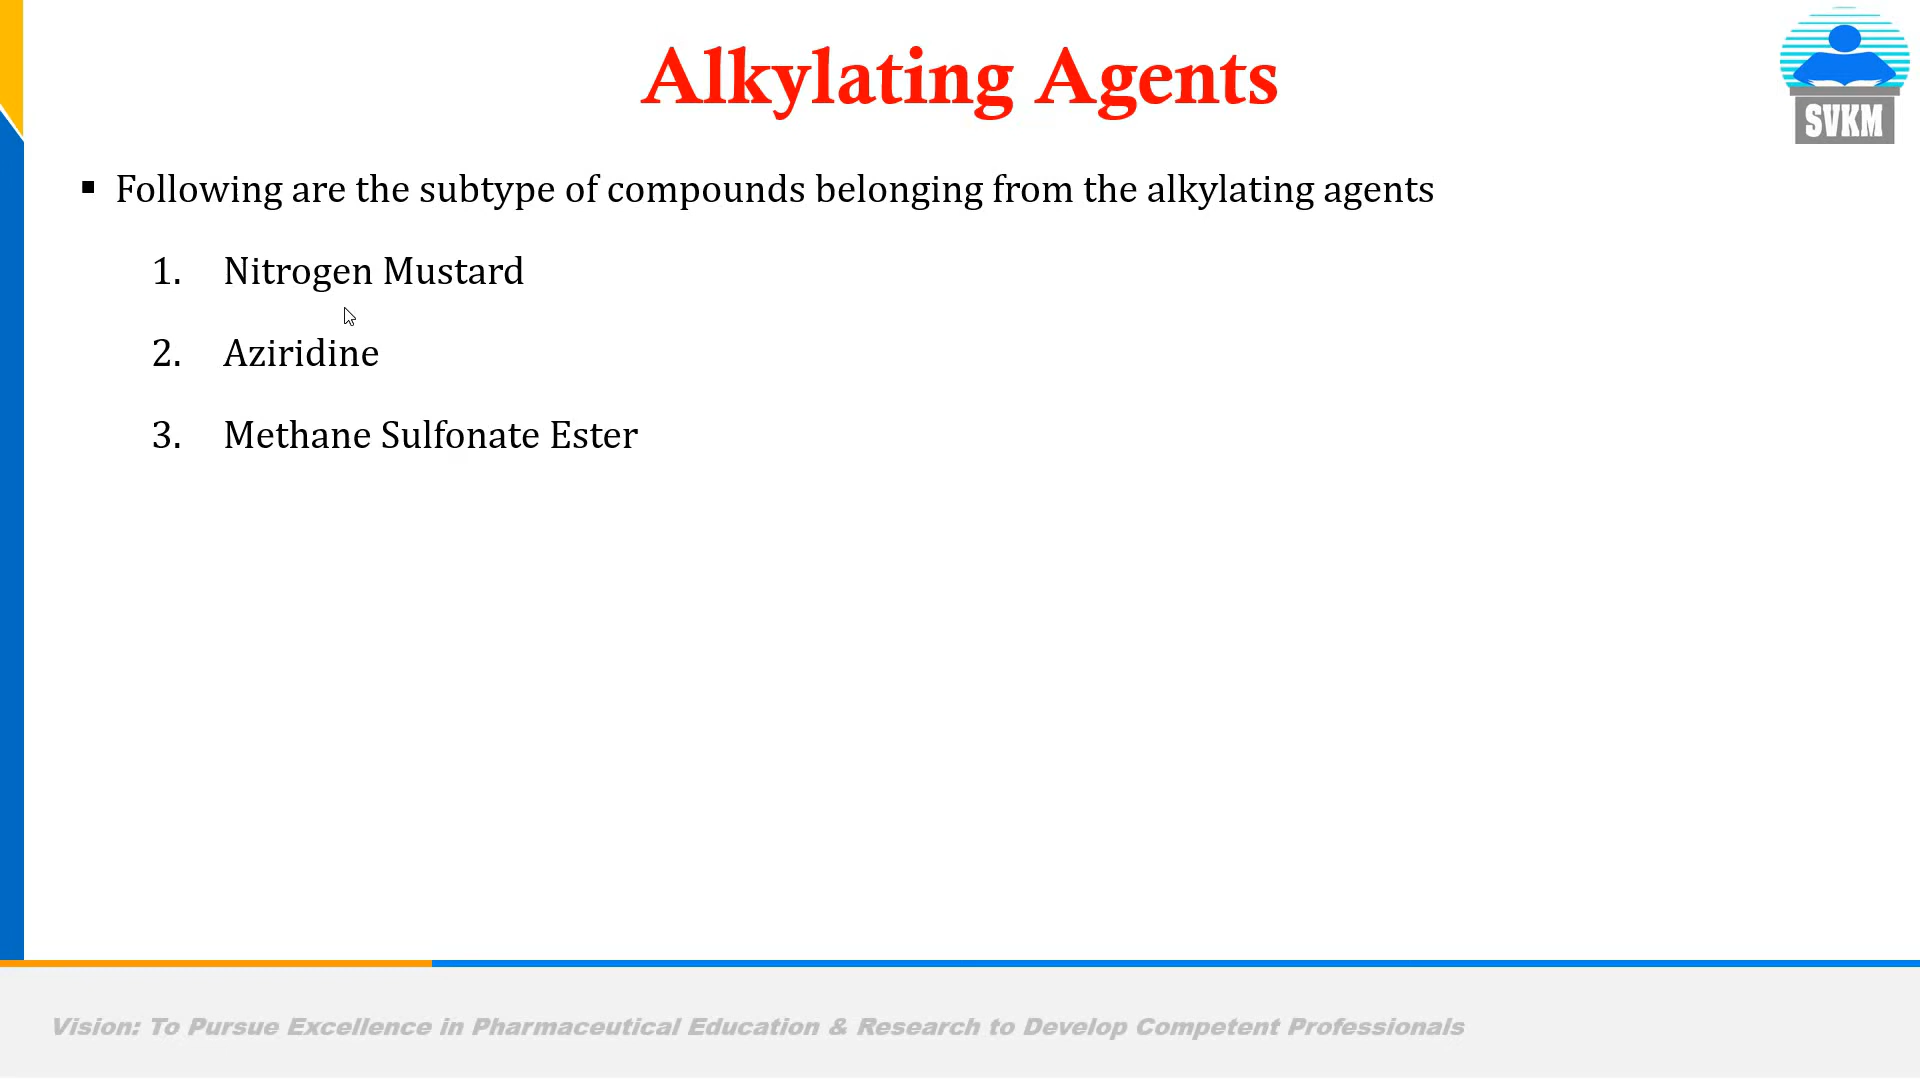 Alkylating Agents
SVKM
▪ Following are the subtype of compounds belonging from the alkylating agents
1. Nitrogen Mustard
2. Aziridine
3. Methane Sulfonate Ester
Vision: To Pursue Excellence in Pharmaceutical Education & Research to Develop Competent Professionals